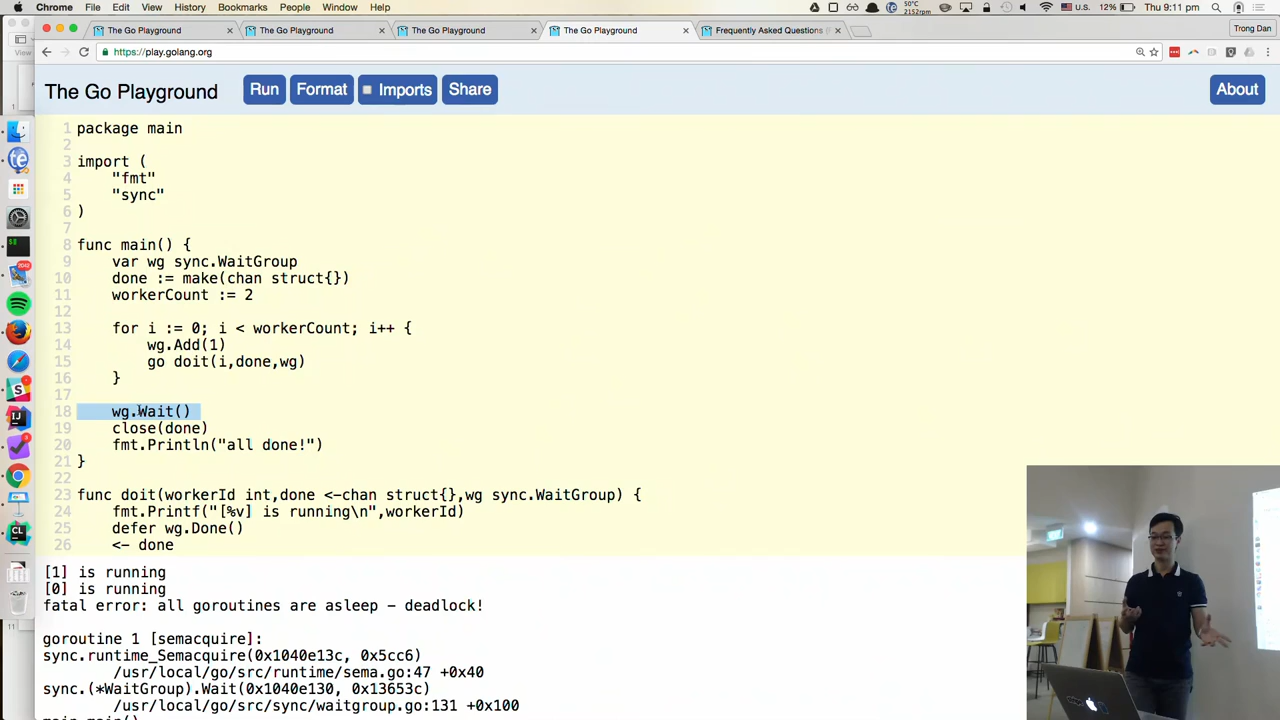 Chrome File Edit View History Bookmarks People Window Help
50°C
2152rpm
U.S. 12% Thu 9:11 pm
The Go Playground
The Go Playground
The Go Playground
The Go Playground
Frequently Asked Questions
Trong Dan
https://play.golang.org
The Go Playground Run Format Imports Share About
1 package main
2
3 import (
4 "fmt"
5 "sync"
6 )
7
8 func main() {
9 var wg sync.WaitGroup
10 done := make(chan struct{})
11 workerCount := 2
12
13 for i := 0; i < workerCount; i++ {
14 wg.Add(1)
15 go doit(i,done,wg)
16 }
17
18 wg.Wait()
19 close(done)
20 fmt.Println("all done!")
21 }
22
23 func doit(workerId int,done <-chan struct{},wg sync.WaitGroup) {
24 fmt.Printf("[%v] is running\n",workerId)
25 defer wg.Done()
26 <- done
[1] is running
[0] is running
fatal error: all goroutines are asleep - deadlock!
goroutine 1 [semacquire]:
sync.runtime_Semacquire(0x1040e13c, 0x5cc6)
/usr/local/go/src/runtime/sema.go:47 +0x40
sync.(*WaitGroup).Wait(0x1040e130, 0x13653c)
/usr/local/go/src/sync/waitgroup.go:131 +0x100
main.main()